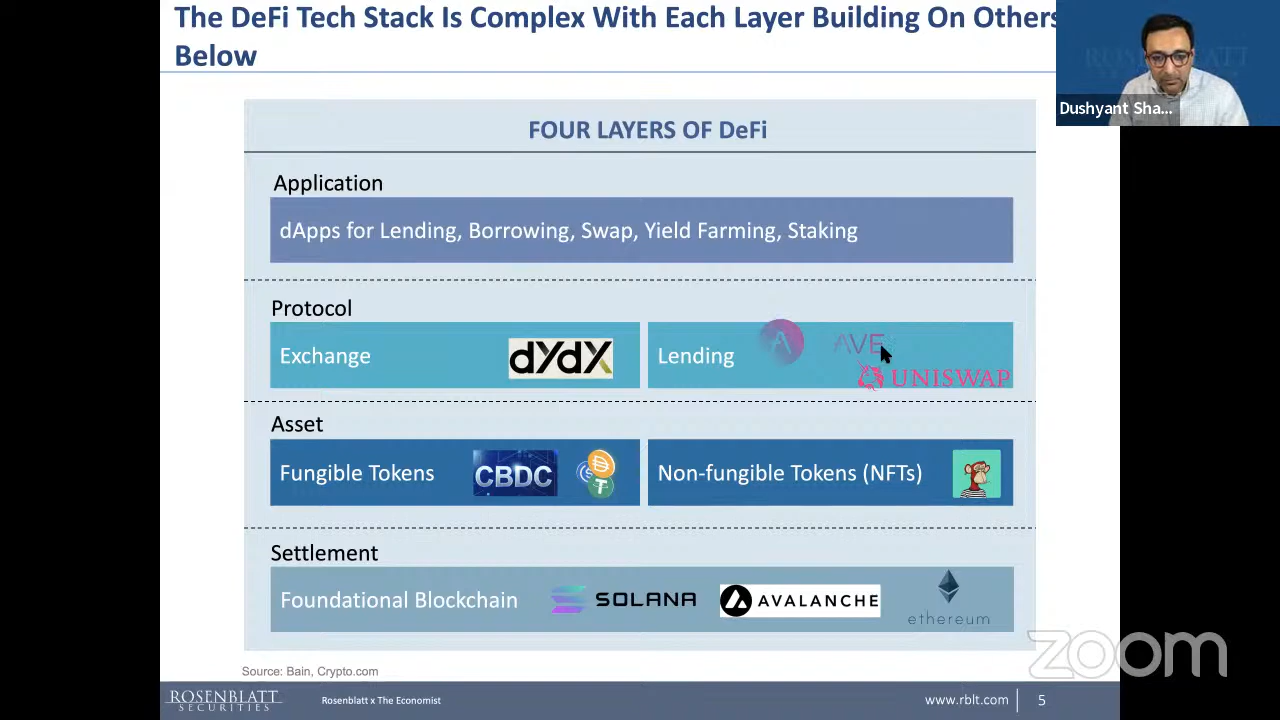 The DeFi Tech Stack Is Complex With Each Layer Building On Others
Below
ROSENBLATT
Dushyant Sha...
FOUR LAYERS OF DeFi
Application
dApps for Lending, Borrowing, Swap, Yield Farming, Staking
Protocol
Exchange
dYdX
Lending
AVE
UNISWAP
Asset
Fungible Tokens
CBDC
Non-fungible Tokens (NFTs)
Settlement
Foundational Blockchain
SOLANA
AVALANCHE
ethereum
zoom
Source: Bain, Crypto.com
ROSENBLATT
SECURITIES
Rosenblatt x The Economist
www.rblt.com
5